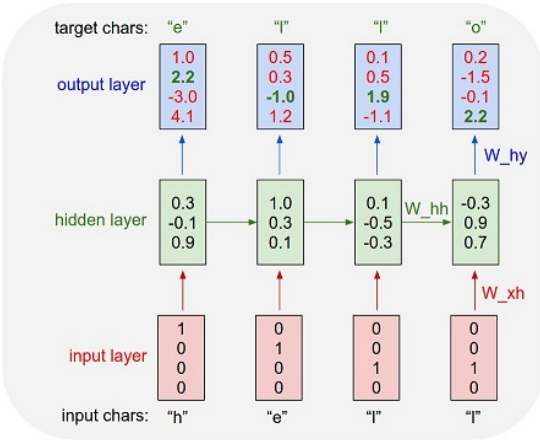 target chars: “e” “l” “l” “o”
1.0 0.5 0.1 0.2
2.2 0.3 0.5 -1.5
output layer -3.0 -1.0 1.9 -0.1
4.1 1.2 -1.1 2.2
W_hy
0.3 1.0 0.1 -0.3
hidden layer -0.1 0.3 -0.5 W_hh 0.9
0.9 0.1 -0.3 0.7
W_xh
1 0 0 0
0 1 0 0
input layer 0 0 1 1
0 0 0 0
input chars: “h” “e” “l” “l”